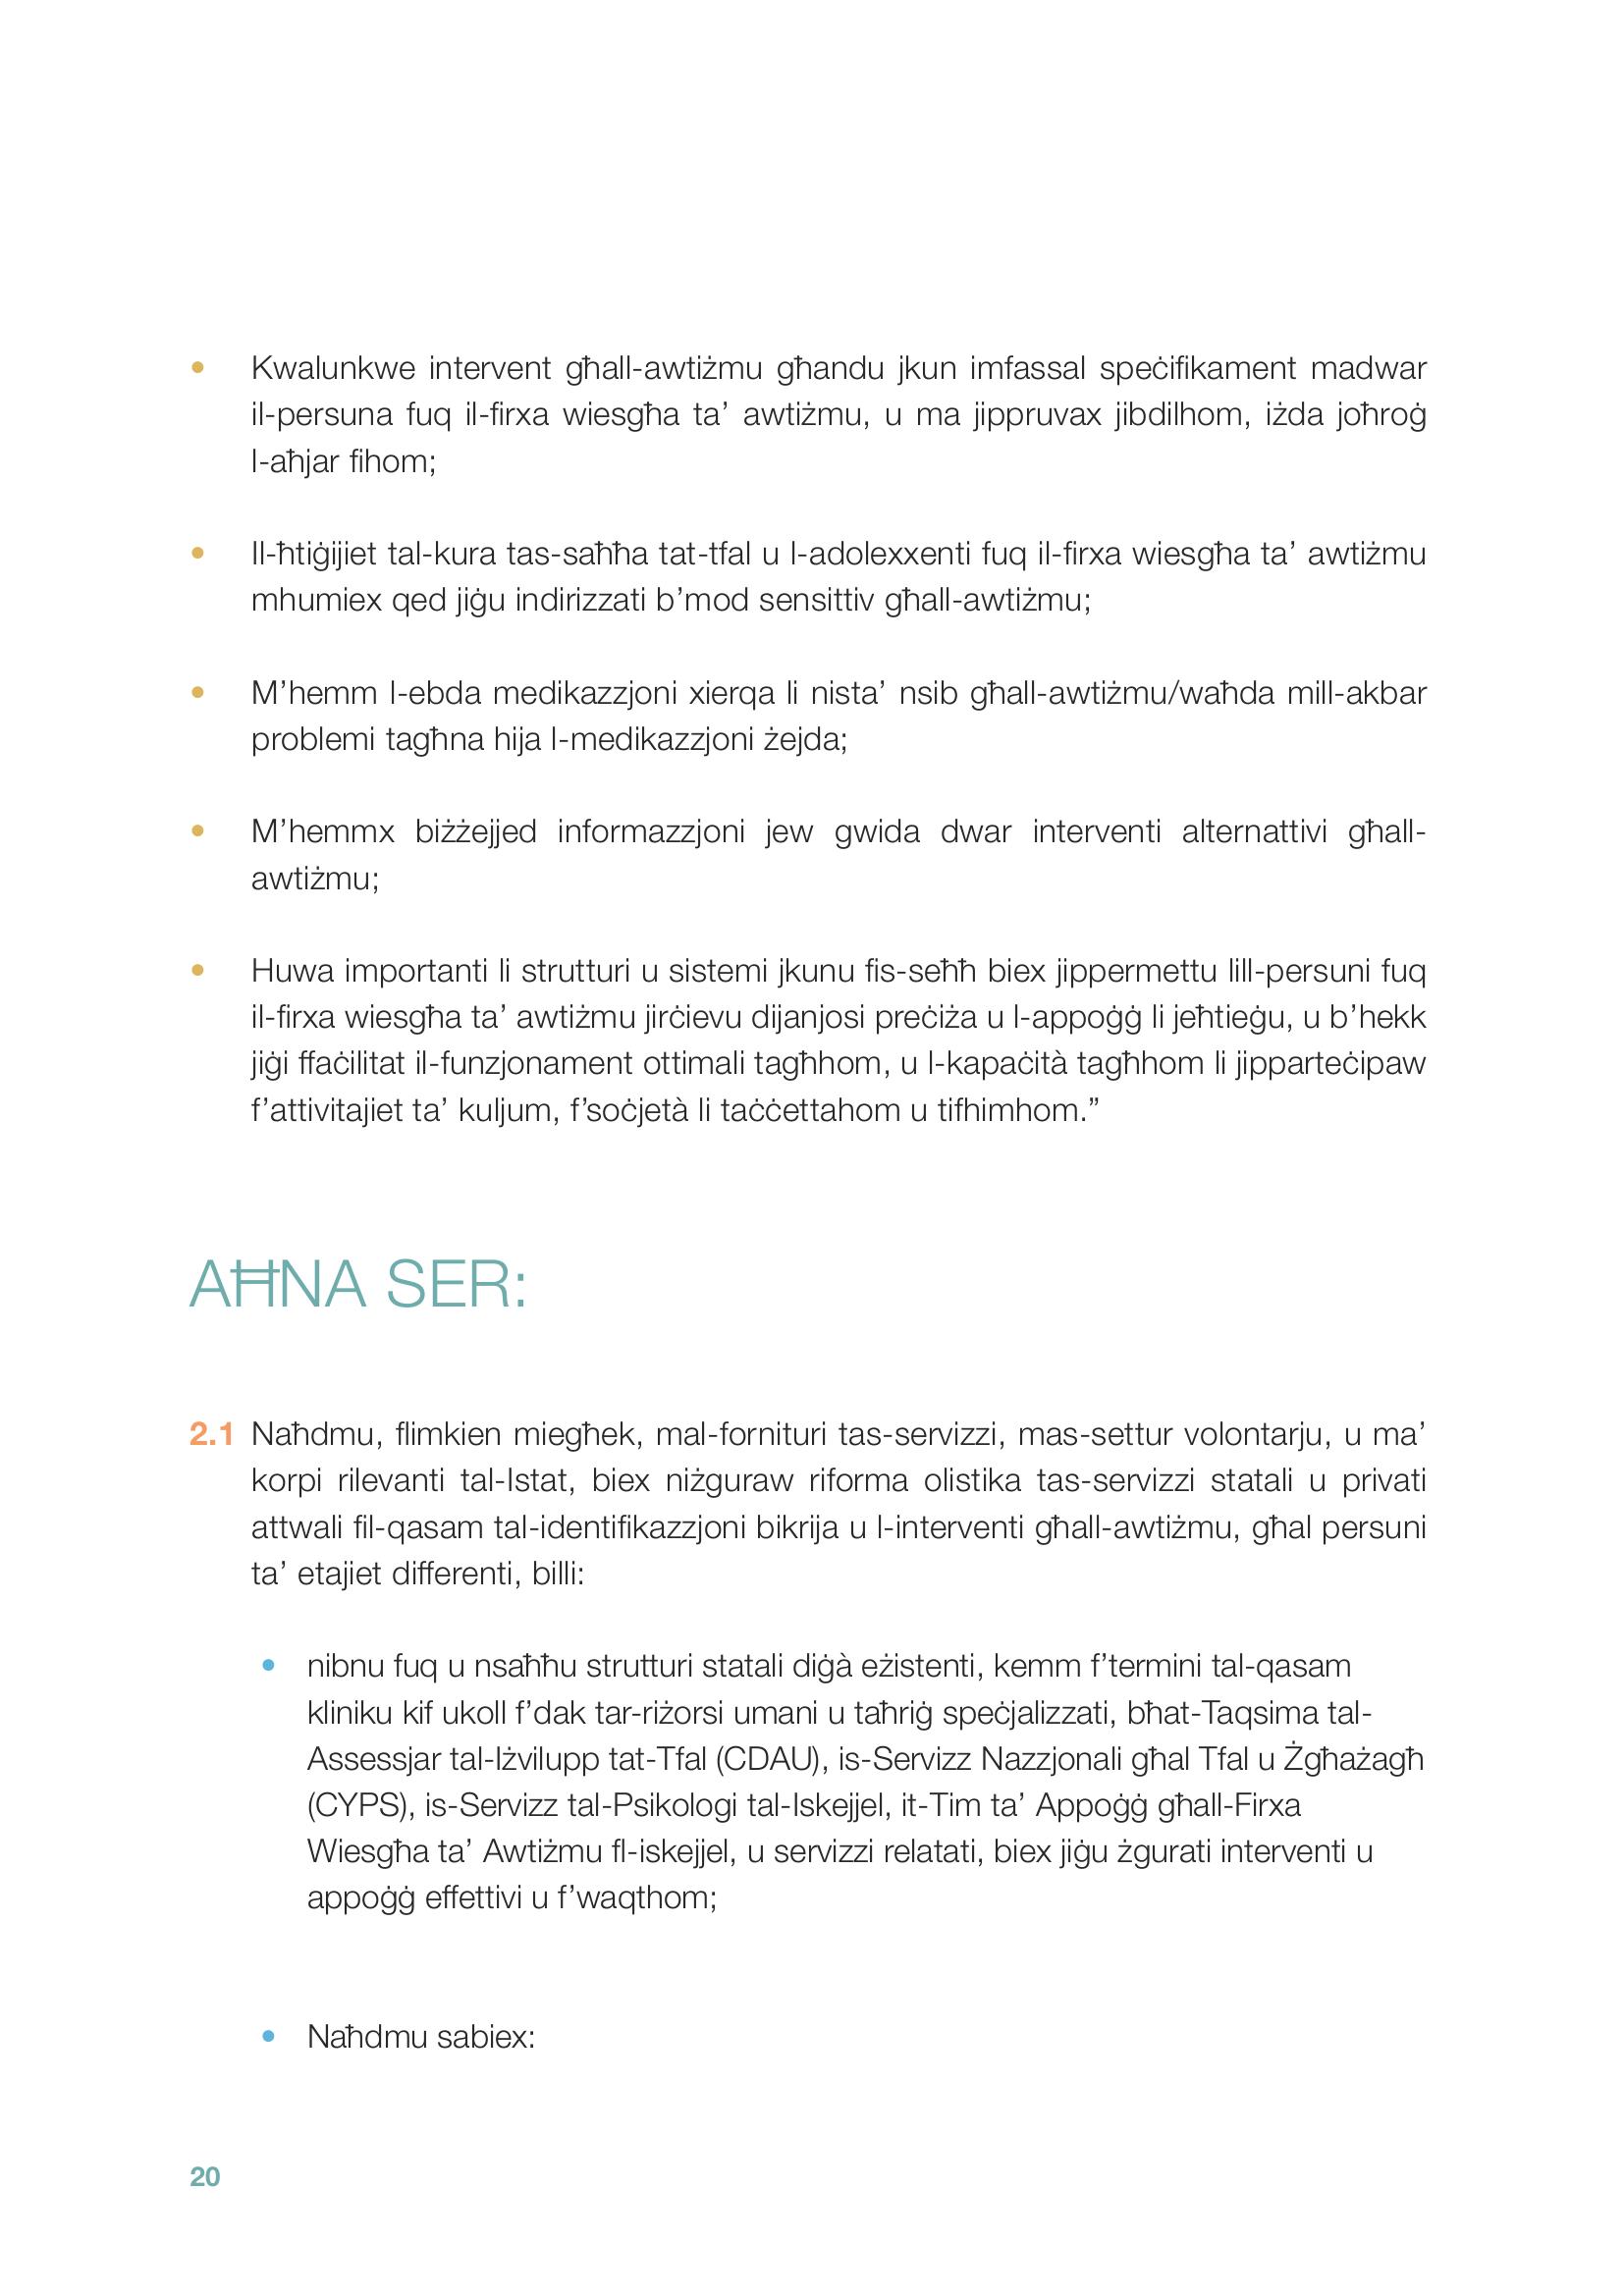 • Kwalunkwe intervent għall-awtiżmu għandu jkun imfassal speċifikament madwar
il-persuna fuq il-firxa wiesgħa ta’ awtiżmu, u ma jippruvax jibdilhom, iżda joħroġ
l-aħjar fihom;
• Il-ħtiġijiet tal-kura tas-saħħa tat-tfal u l-adolexxenti fuq il-firxa wiesgħa ta’ awtiżmu
mhumiex qed jiġu indirizzati b’mod sensittiv għall-awtiżmu;
• M’hemm l-ebda medikazzjoni xierqa li nista’ nsib għall-awtiżmu/waħda mill-akbar
problemi tagħna hija l-medikazzjoni żejda;
• M’hemmx biżżejjed informazzjoni jew gwida dwar interventi alternattivi għall-
awtiżmu;
• Huwa importanti li strutturi u sistemi jkunu fis-seħħ biex jippermettu lill-persuni fuq
il-firxa wiesgħa ta’ awtiżmu jirċievu dijanjosi preċiża u l-appoġġ li jeħtieġu, u b’hekk
jiġi ffaċilitat il-funzjonament ottimali tagħhom, u l-kapaċità tagħhom li jipparteċipaw
f’attivitajiet ta’ kuljum, f’soċjetà li taċċettahom u tifhimhom.”
AĦNA SER:
2.1 Naħdmu, flimkien miegħek, mal-fornituri tas-servizzi, mas-settur volontarju, u ma’
korpi rilevanti tal-Istat, biex niżguraw riforma olistika tas-servizzi statali u privati
attwali fil-qasam tal-identifikazzjoni bikrija u l-interventi għall-awtiżmu, għal persuni
ta’ etajiet differenti, billi:
• nibnu fuq u nsaħħu strutturi statali diġà eżistenti, kemm f’termini tal-qasam
kliniku kif ukoll f’dak tar-riżorsi umani u taħriġ speċjalizzati, bħat-Taqsima tal-
Assessjar tal-Iżvilupp tat-Tfal (CDAU), is-Servizz Nazzjonali għal Tfal u Żgħażagħ
(CYPS), is-Servizz tal-Psikologi tal-Iskejjel, it-Tim ta’ Appoġġ għall-Firxa
Wiesgħa ta’ Awtiżmu fl-iskejjel, u servizzi relatati, biex jiġu żgurati interventi u
appoġġ effettivi u f’waqthom;
• Naħdmu sabiex:
20